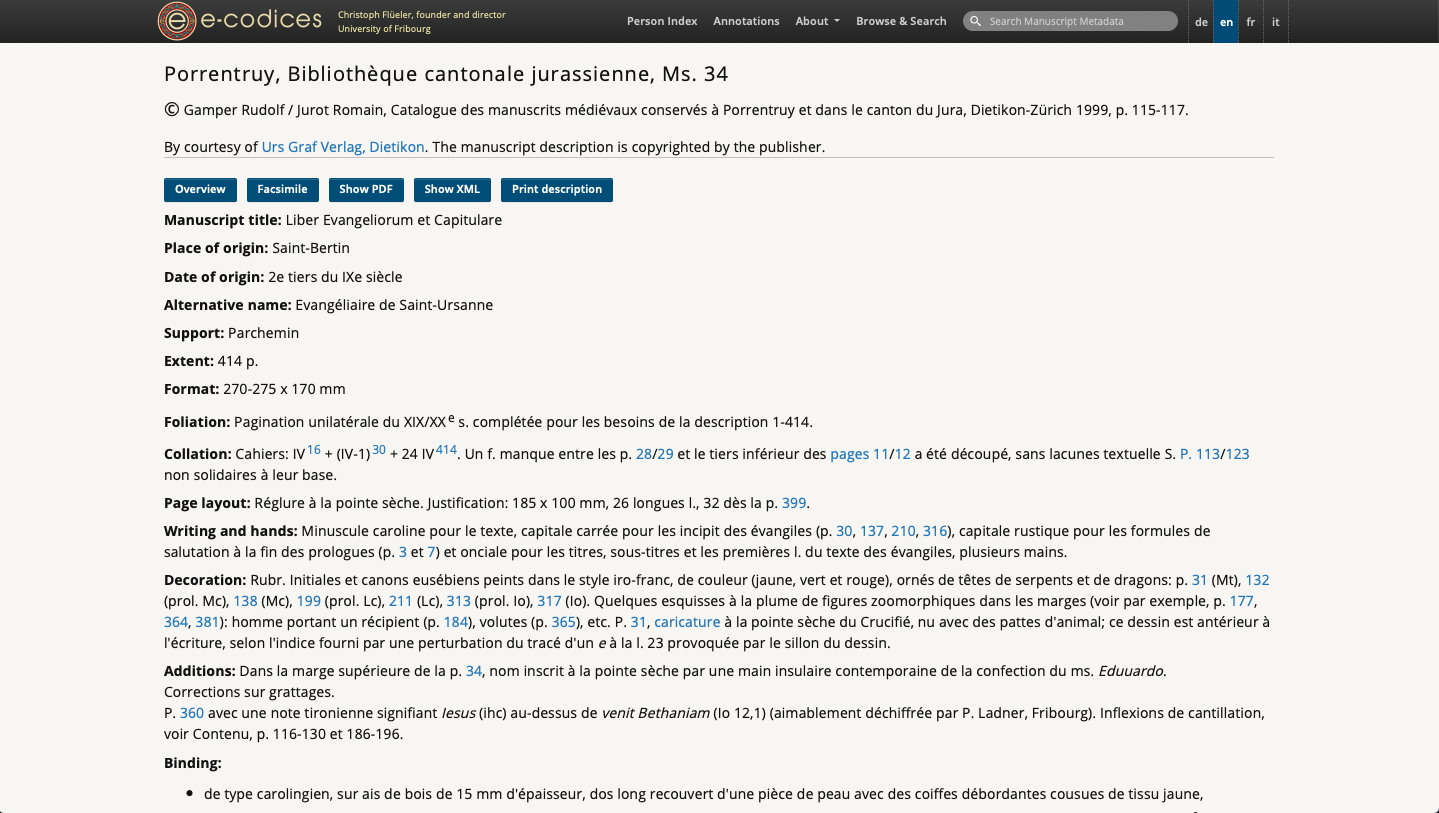 e-codices
Christoph Flüeler, founder and director
University of Fribourg
Person Index Annotations About Browse & Search Search Manuscript Metadata de en fr it
Porrentruy, Bibliothèque cantonale jurassienne, Ms. 34
© Gamper Rudolf / Jurot Romain, Catalogue des manuscrits médiévaux conservés à Porrentruy et dans le canton du Jura, Dietikon-Zürich 1999, p. 115-117.
By courtesy of Urs Graf Verlag, Dietikon. The manuscript description is copyrighted by the publisher.
Overview Facsimile Show PDF Show XML Print description
Manuscript title: Liber Evangeliorum et Capitulare
Place of origin: Saint-Bertin
Date of origin: 2e tiers du IXe siècle
Alternative name: Evangéliaire de Saint-Ursanne
Support: Parchemin
Extent: 414 p.
Format: 270-275 x 170 mm
Foliation: Pagination unilatérale du XIX/XX e s. complétée pour les besoins de la description 1-414.
Collation: Cahiers: IV 16 + (IV-1) 30 + 24 IV 414. Un f. manque entre les p. 28/29 et le tiers inférieur des pages 11/12 a été découpé, sans lacunes textuelle S. P. 113/123
non solidaires à leur base.
Page layout: Réglure à la pointe sèche. Justification: 185 x 100 mm, 26 longues l., 32 dès la p. 399.
Writing and hands: Minuscule caroline pour le texte, capitale carrée pour les incipit des évangiles (p. 30, 137, 210, 316), capitale rustique pour les formules de
salutation à la fin des prologues (p. 3 et 7) et onciale pour les titres, sous-titres et les premières l. du texte des évangiles, plusieurs mains.
Decoration: Rubr. Initiales et canons eusébiens peints dans le style iro-franc, de couleur (jaune, vert et rouge), ornés de têtes de serpents et de dragons: p. 31 (Mt), 132
(prol. Mc), 138 (Mc), 199 (prol. Lc), 211 (Lc), 313 (prol. Io), 317 (Io). Quelques esquisses à la plume de figures zoomorphiques dans les marges (voir par exemple, p. 177,
364, 381): homme portant un récipient (p. 184), volutes (p. 365), etc. P. 31, caricature à la pointe sèche du Crucifié, nu avec des pattes d'animal; ce dessin est antérieur à
l'écriture, selon l'indice fourni par une perturbation du tracé d'un e à la l. 23 provoquée par le sillon du dessin.
Additions: Dans la marge supérieure de la p. 34, nom inscrit à la pointe sèche par une main insulaire contemporaine de la confection du ms. Eduuardo.
Corrections sur grattages.
P. 360 avec une note tironienne signifiant Iesus (ihc) au-dessus de venit Bethaniam (Io 12,1) (aimablement déchiffrée par P. Ladner, Fribourg). Inflexions de cantillation,
voir Contenu, p. 116-130 et 186-196.
Binding:
• de type carolingien, sur ais de bois de 15 mm d'épaisseur, dos long recouvert d'une pièce de peau avec des coiffes débordantes cousues de tissu jaune,